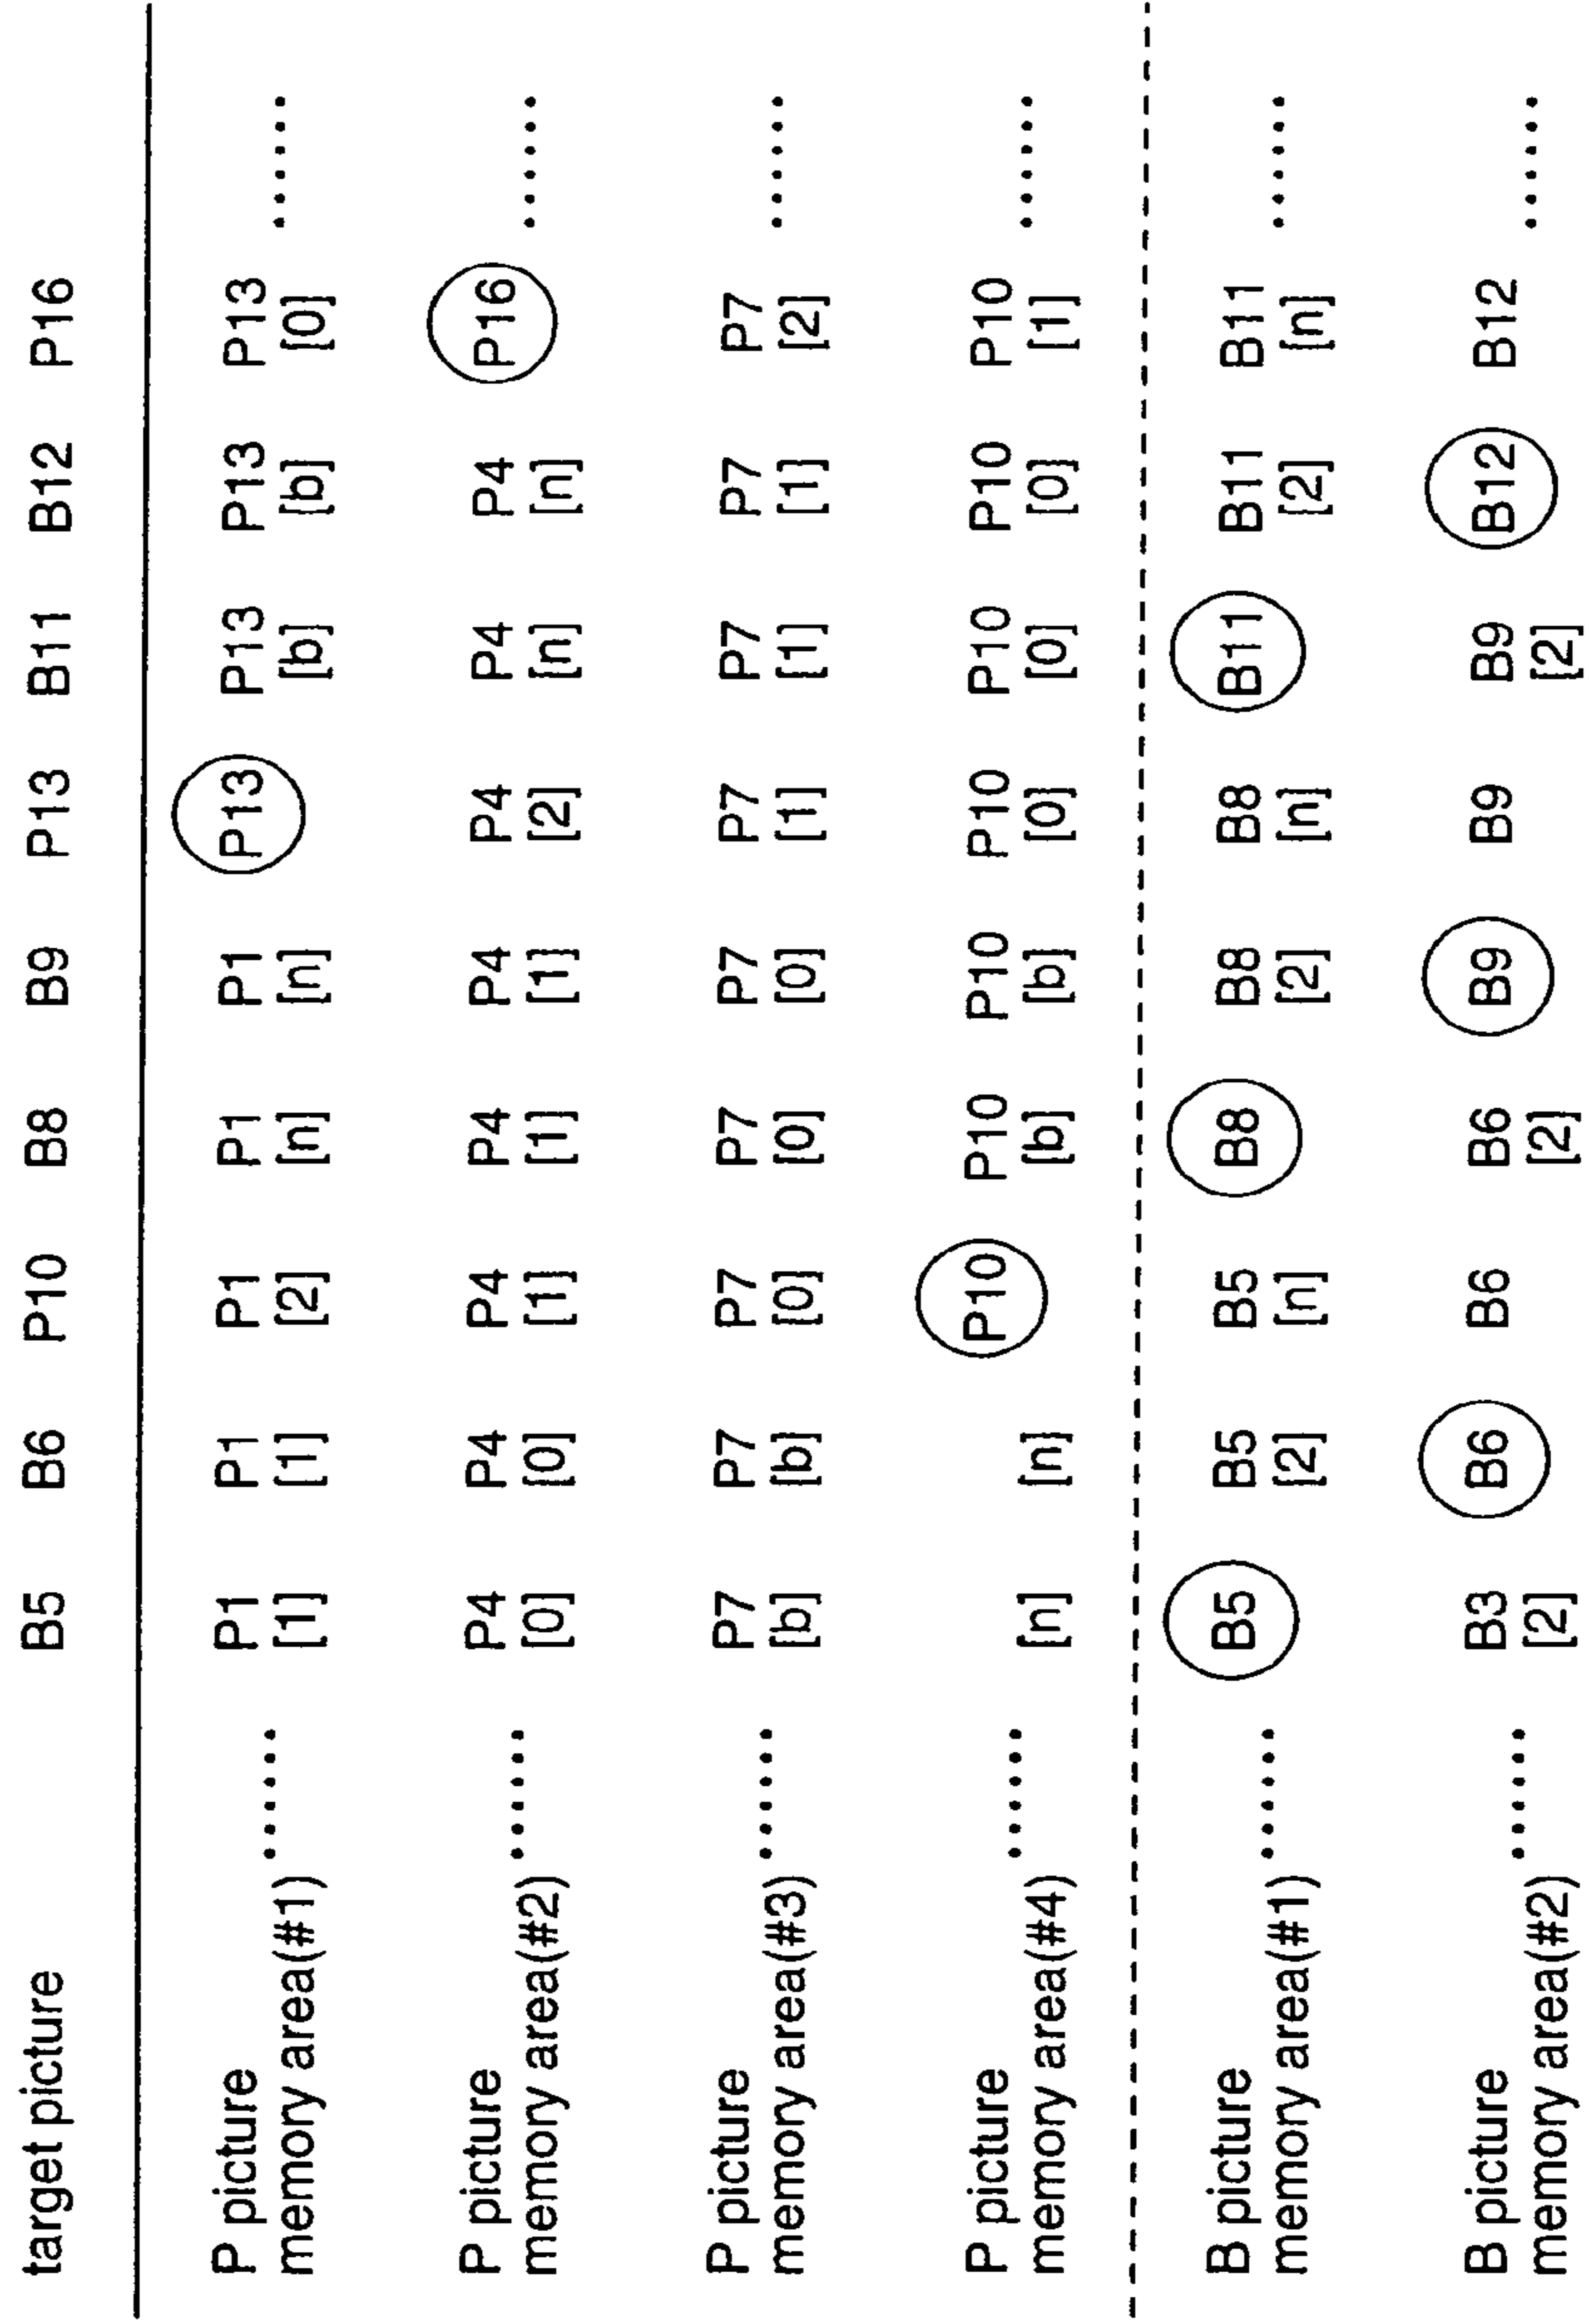 target picture B5 B6 P10 B8 B9 P13 B11 B12 P16
P picture P1 P1 P1 P1 P1 P13 P13 P13 P13
memory area(#1) ...... [1] [1] [2] [n] [n] [b] [b] [0] ......
P picture P4 P4 P4 P4 P4 P4 P4 P4 P16
memory area(#2) ...... [0] [0] [1] [1] [1] [2] [n] [n] ......
P picture P7 P7 P7 P7 P7 P7 P7 P7 P7
memory area(#3) ...... [b] [b] [0] [0] [0] [1] [1] [1] [2] ......
P picture P10 P10 P10 P10 P10 P10 P10
memory area(#4) ...... [n] [n] [b] [b] [0] [0] [0] [1] ......
B picture B5 B5 B5 B8 B8 B8 B11 B11 B11
memory area(#1) ...... [2] [n] [2] [n] [2] [n] ......
B picture B3 B6 B6 B6 B9 B9 B9 B12 B12
memory area(#2) ...... [2] [2] [2] ......